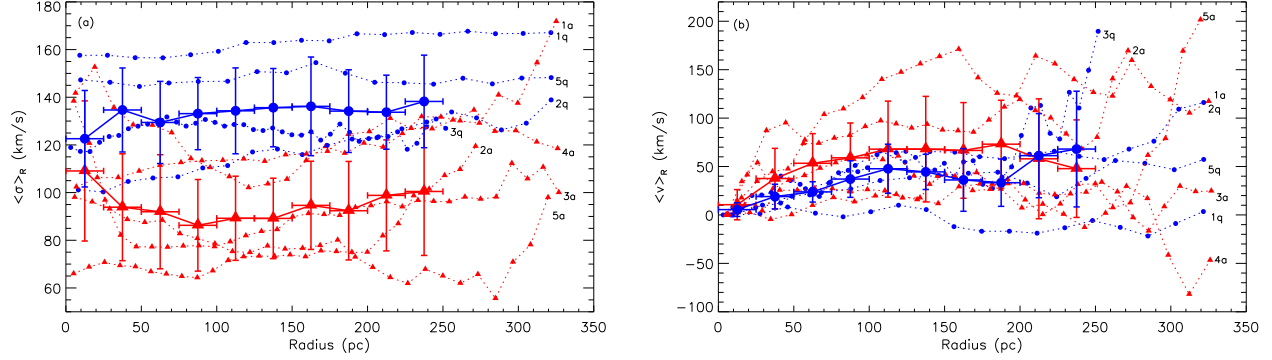 (a)
<σ>R (km/s)
180
160
140
120
100
80
60
0 50 100 150 200 250 300 350
Radius (pc)
1a
1q
5q
2q
3q
2a
4a
3a
5a
(b)
<v>R (km/s)
200
150
100
50
0
−50
−100
0 50 100 150 200 250 300 350
Radius (pc)
5a
3q
2a
1a
2q
5q
3a
1q
4a